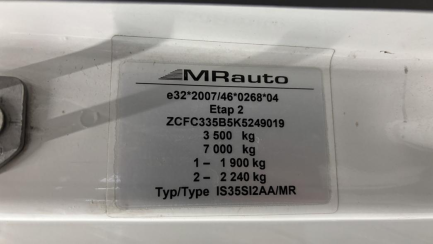 MRauto
e32*2007/46*0268*04
Etap 2
ZCFC335B5K5249019
3 500 kg
7 000 kg
1– 1 900 kg
2– 2 240 kg
Typ/Type IS35SI2AA/MR